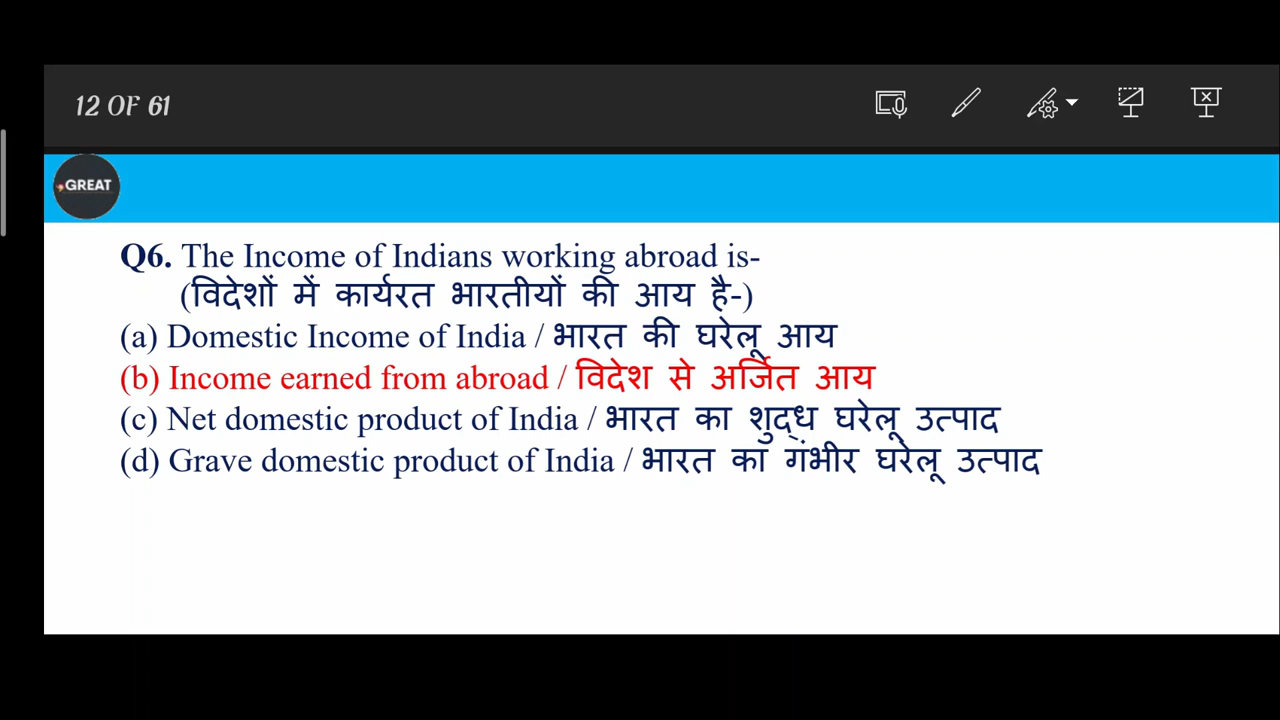 12 OF 61
GREAT
Q6. The Income of Indians working abroad is-
(विदेशों में कार्यरत भारतीयों की आय है-)
(a) Domestic Income of India / भारत की घरेलू आय
(b) Income earned from abroad / विदेश से अर्जित आय
(c) Net domestic product of India / भारत का शुद्ध घरेलू उत्पाद
(d) Grave domestic product of India / भारत का गंभीर घरेलू उत्पाद